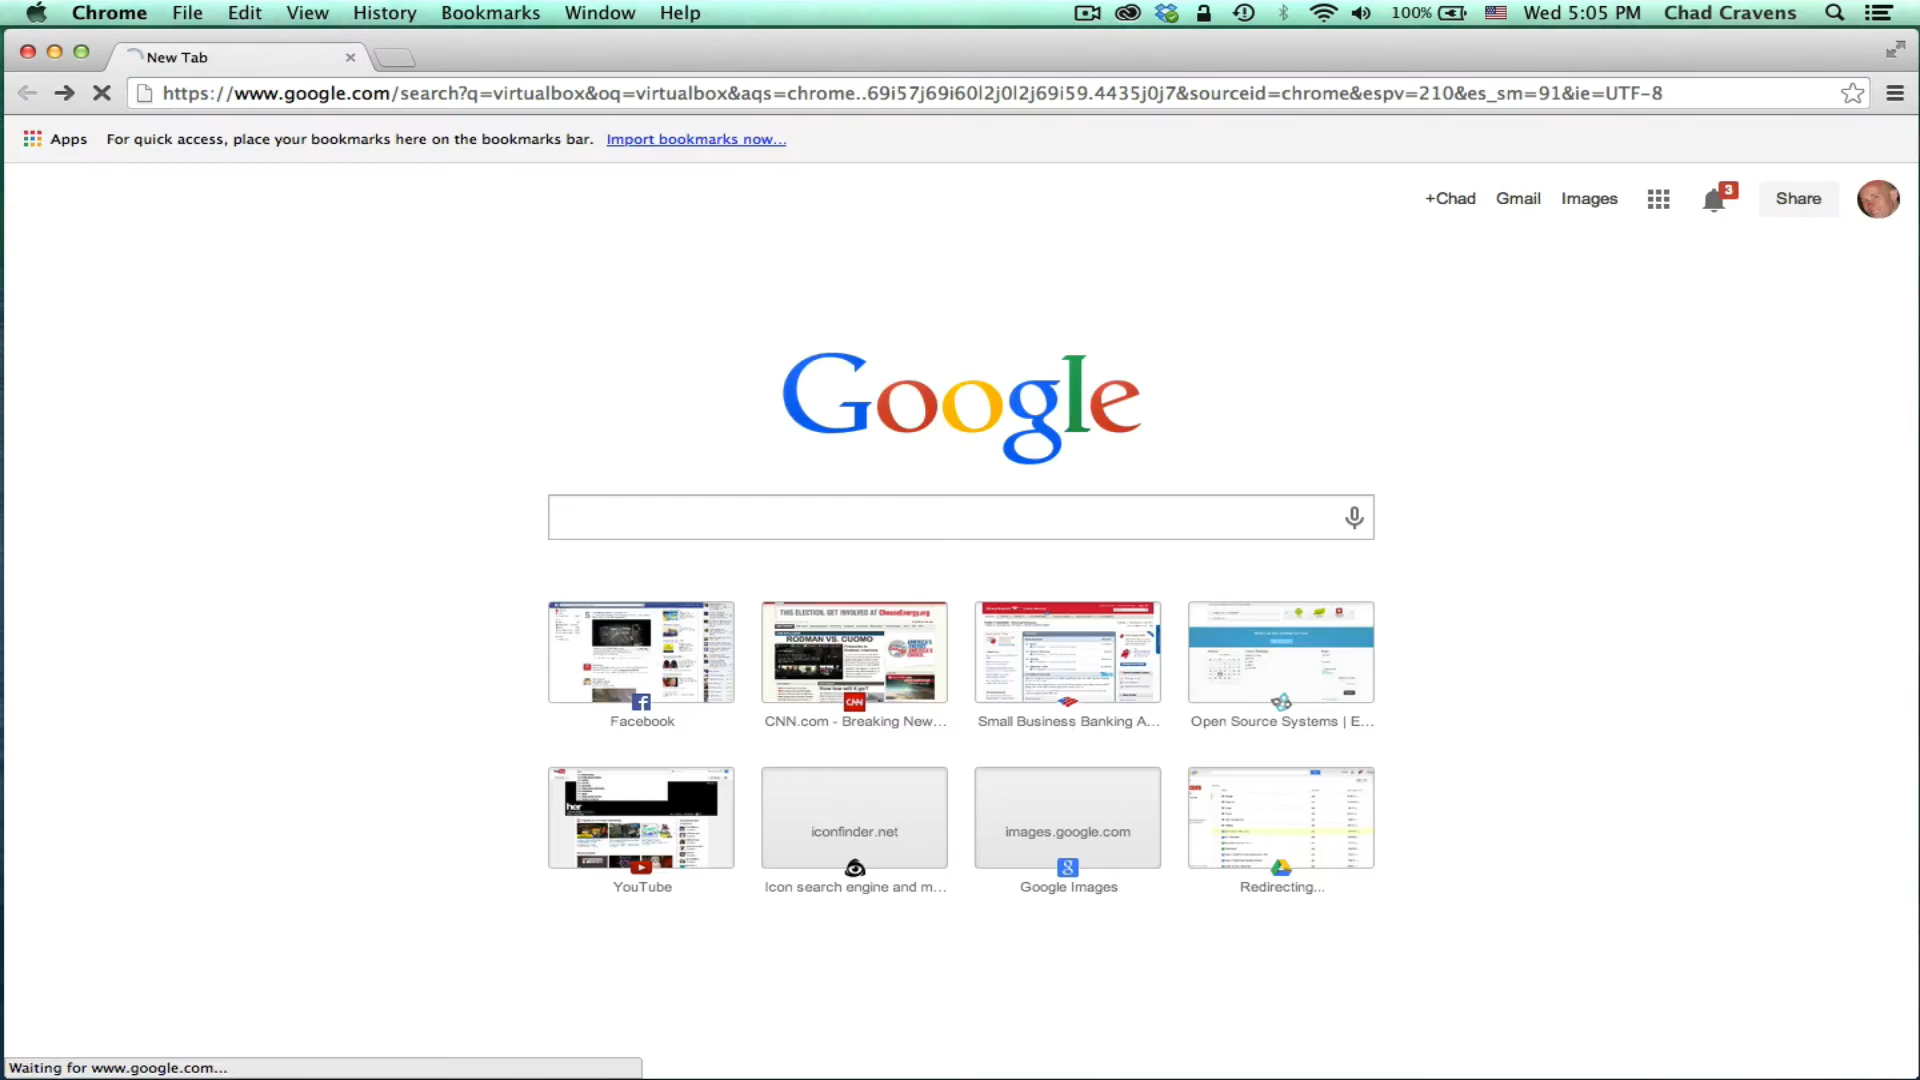 Chrome File Edit View History Bookmarks Window Help 100% Wed 5:05 PM Chad Cravens
New Tab
https://www.google.com/search?q=virtualbox&oq=virtualbox&aqs=chrome..69i57j69i60l2j0l2j69i59.4435j0j7&sourceid=chrome&espv=210&es_sm=91&ie=UTF-8
Apps For quick access, place your bookmarks here on the bookmarks bar. Import bookmarks now...
+Chad Gmail Images 3 Share
Google
THIS ELECTION, GET INVOLVED AT ChooseEnergy.org
RODMAN VS. CUOMO
CNN
Facebook CNN.com - Breaking New... Small Business Banking A... Open Source Systems | E...
her
iconfinder.net images.google.com
YouTube Icon search engine and m... Google Images Redirecting...
Waiting for www.google.com...